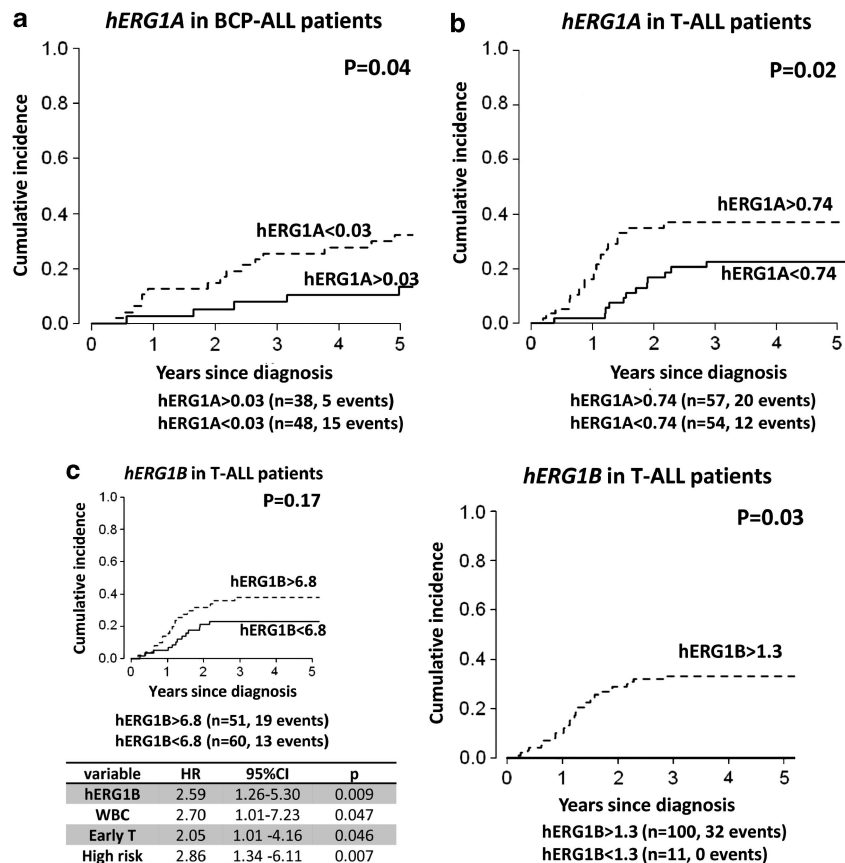 a
hERG1A in BCP-ALL patients
P=0.04
Cumulative incidence
1.0
0.8
0.6
0.4
0.2
0.0
hERG1A<0.03
hERG1A>0.03
0 1 2 3 4 5
Years since diagnosis
hERG1A>0.03 (n=38, 5 events)
hERG1A<0.03 (n=48, 15 events)
b
hERG1A in T-ALL patients
P=0.02
Cumulative incidence
1.0
0.8
0.6
0.4
0.2
0.0
hERG1A>0.74
hERG1A<0.74
0 1 2 3 4 5
Years since diagnosis
hERG1A>0.74 (n=57, 20 events)
hERG1A<0.74 (n=54, 12 events)
c
hERG1B in T-ALL patients
P=0.17
Cumulative incidence
1.0
0.8
0.6
0.4
0.2
0.0
hERG1B>6.8
hERG1B<6.8
0 1 2 3 4 5
Years since diagnosis
hERG1B>6.8 (n=51, 19 events)
hERG1B<6.8 (n=60, 13 events)
variable HR 95%CI p
hERG1B 2.59 1.26-5.30 0.009
WBC 2.70 1.01-7.23 0.047
Early T 2.05 1.01 -4.16 0.046
High risk 2.86 1.34 -6.11 0.007
hERG1B in T-ALL patients
P=0.03
Cumulative incidence
1.0
0.8
0.6
0.4
0.2
0.0
hERG1B>1.3
0 1 2 3 4 5
Years since diagnosis
hERG1B>1.3 (n=100, 32 events)
hERG1B<1.3 (n=11, 0 events)